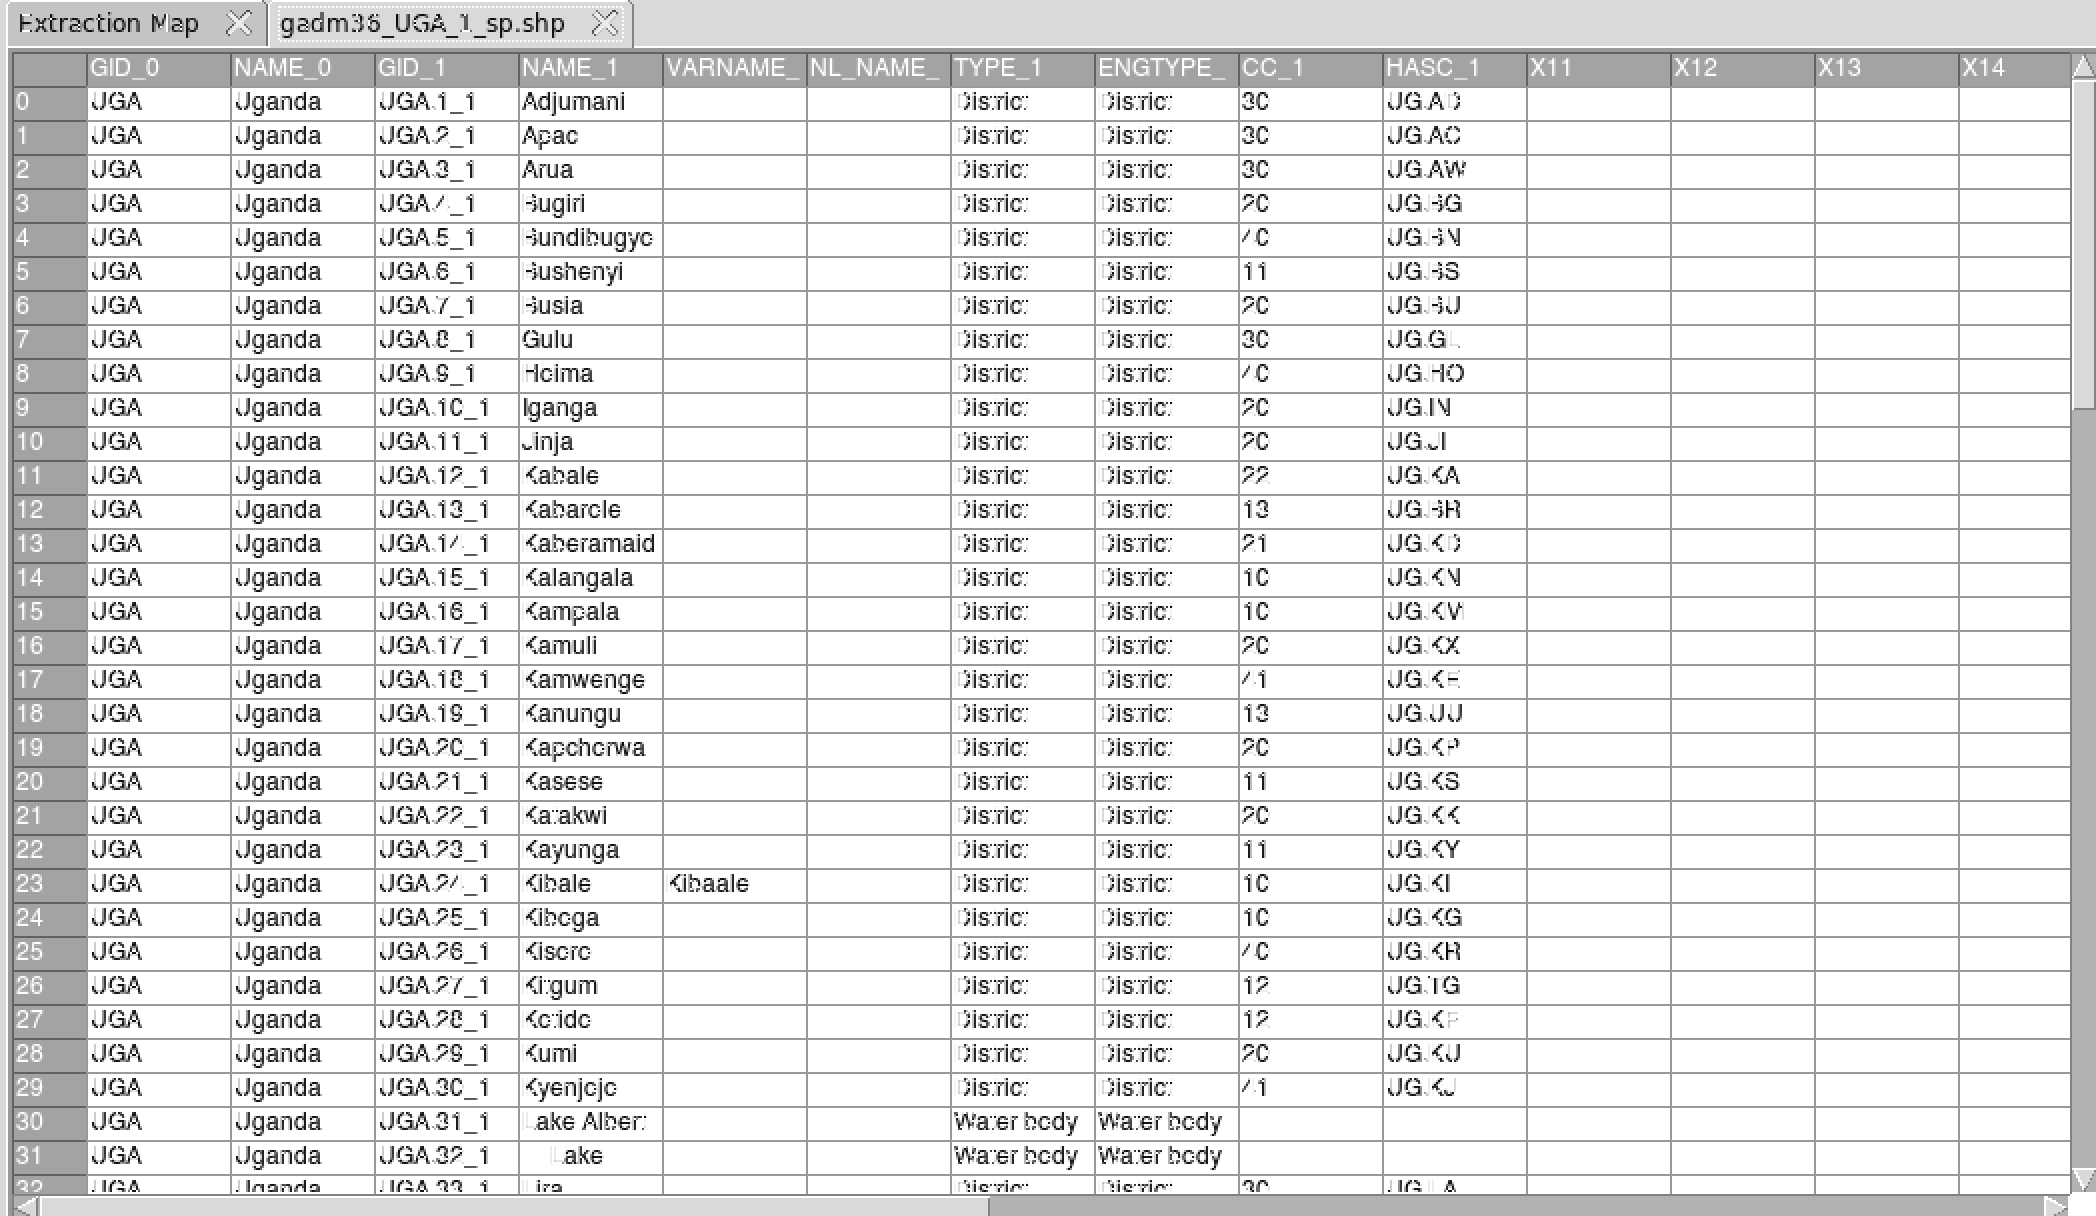 Extraction Map gadm36_UGA_1_sp.shp
GID_0 NAME_0 GID_1 NAME_1 VARNAME_ NL_NAME_ TYPE_1 ENGTYPE_ CC_1 HASC_1 X11 X12 X13 X14
0 UGA Uganda UGA.1_1 Adjumani District District 30 UG.AD
1 UGA Uganda UGA.2_1 Apac District District 30 UG.AC
2 UGA Uganda UGA.3_1 Arua District District 30 UG.AW
3 UGA Uganda UGA.4_1 Bugiri District District 20 UG.BG
4 UGA Uganda UGA.5_1 Bundibugyo District District 40 UG.BN
5 UGA Uganda UGA.6_1 Bushenyi District District 11 UG.BS
6 UGA Uganda UGA.7_1 Busia District District 20 UG.BU
7 UGA Uganda UGA.8_1 Gulu District District 30 UG.GL
8 UGA Uganda UGA.9_1 Hoima District District 40 UG.HO
9 UGA Uganda UGA.10_1 Iganga District District 20 UG.IN
10 UGA Uganda UGA.11_1 Jinja District District 20 UG.JI
11 UGA Uganda UGA.12_1 Kabale District District 22 UG.KA
12 UGA Uganda UGA.13_1 Kabarole District District 13 UG.BR
13 UGA Uganda UGA.14_1 Kaberamaid District District 21 UG.KD
14 UGA Uganda UGA.15_1 Kalangala District District 10 UG.KN
15 UGA Uganda UGA.16_1 Kampala District District 10 UG.KM
16 UGA Uganda UGA.17_1 Kamuli District District 20 UG.KX
17 UGA Uganda UGA.18_1 Kamwenge District District 41 UG.KE
18 UGA Uganda UGA.19_1 Kanungu District District 13 UG.UU
19 UGA Uganda UGA.20_1 Kapchorwa District District 20 UG.KP
20 UGA Uganda UGA.21_1 Kasese District District 11 UG.KS
21 UGA Uganda UGA.22_1 Katakwi District District 20 UG.KK
22 UGA Uganda UGA.23_1 Kayunga District District 11 UG.KY
23 UGA Uganda UGA.24_1 Kibale Kibaale District District 10 UG.KI
24 UGA Uganda UGA.25_1 Kiboga District District 10 UG.KG
25 UGA Uganda UGA.26_1 Kisoro District District 40 UG.KR
26 UGA Uganda UGA.27_1 Kitgum District District 12 UG.TG
27 UGA Uganda UGA.28_1 Kotido District District 12 UG.KF
28 UGA Uganda UGA.29_1 Kumi District District 20 UG.KU
29 UGA Uganda UGA.30_1 Kyenjojo District District 41 UG.KJ
30 UGA Uganda UGA.31_1 Lake Albert Water body Water body
31 UGA Uganda UGA.32_1 Lake Water body Water body
32 UGA Uganda UGA.33_1 Lira District District 30 UG.LA